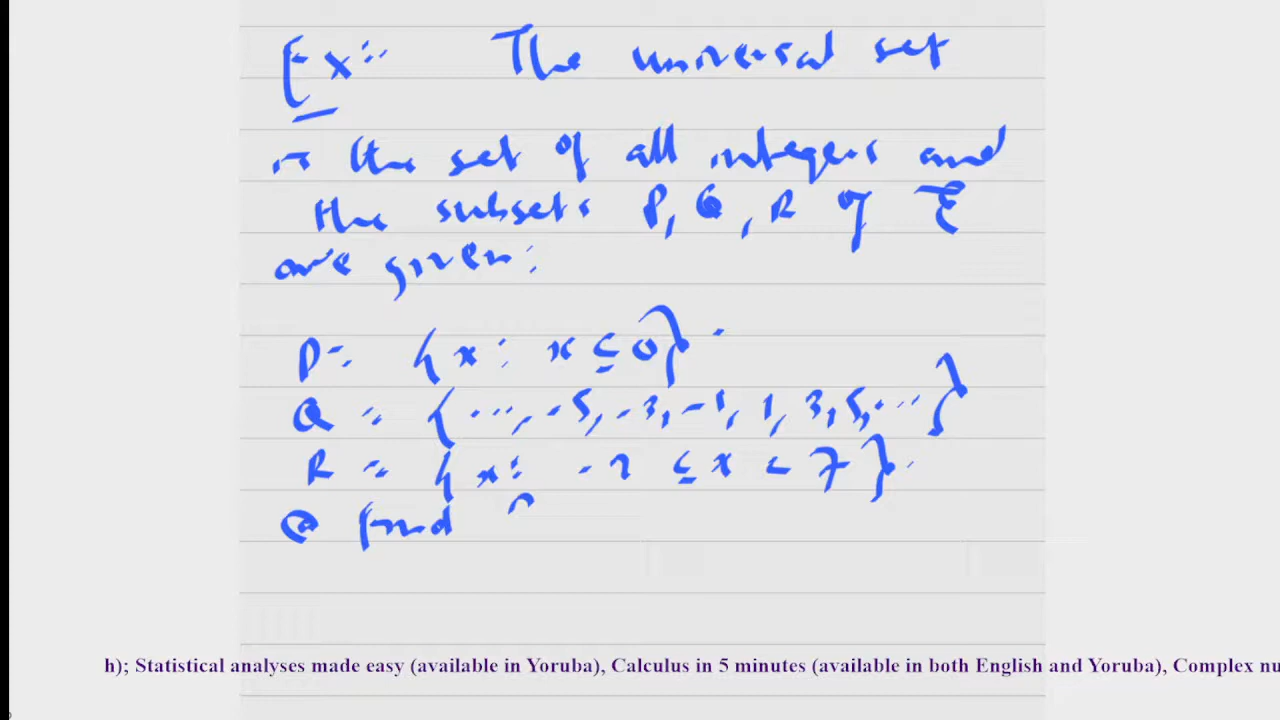 Ex:- The universal set
is the set of all integers and
the subsets P, Q, R of ξ
are given:
P = {x: x ≤ 0}.
Q = {..., -5, -3, -1, 1, 3, 5, ...}
R = {x: -2 ≤ x < 7}.
@ find
h); Statistical analyses made easy (available in Yoruba), Calculus in 5 minutes (available in both English and Yoruba), Complex nu